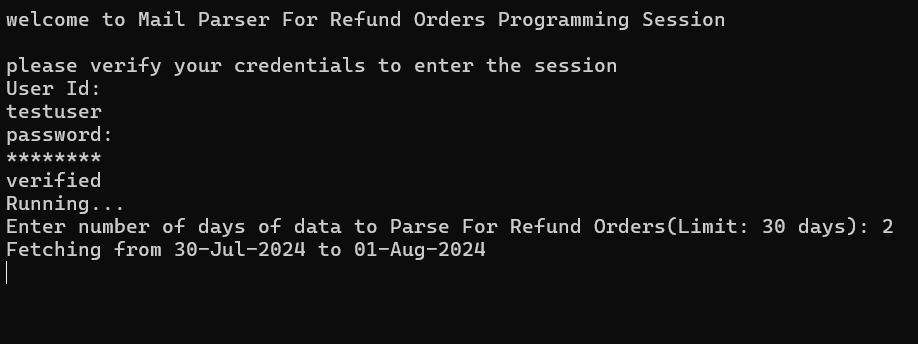 welcome to Mail Parser For Refund Orders Programming Session
please verify your credentials to enter the session
User Id:
testuser
password:
********
verified
Running...
Enter number of days of data to Parse For Refund Orders(Limit: 30 days): 2
Fetching from 30-Jul-2024 to 01-Aug-2024